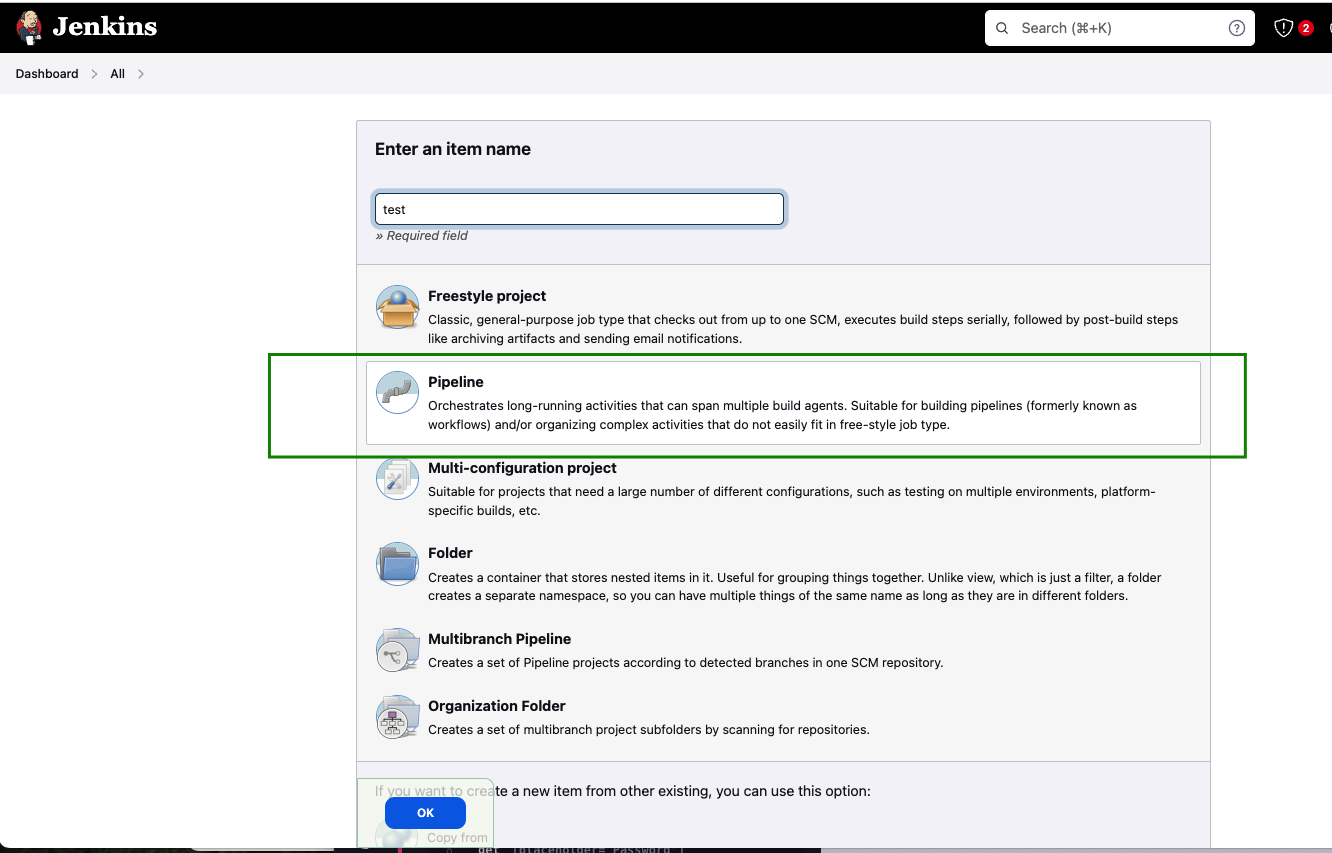 Jenkins
Search (⌘+K)
?
2
Dashboard > All >
Enter an item name
test
» Required field
Freestyle project
Classic, general-purpose job type that checks out from up to one SCM, executes build steps serially, followed by post-build steps
like archiving artifacts and sending email notifications.
Pipeline
Orchestrates long-running activities that can span multiple build agents. Suitable for building pipelines (formerly known as
workflows) and/or organizing complex activities that do not easily fit in free-style job type.
Multi-configuration project
Suitable for projects that need a large number of different configurations, such as testing on multiple environments, platform-
specific builds, etc.
Folder
Creates a container that stores nested items in it. Useful for grouping things together. Unlike view, which is just a filter, a folder
creates a separate namespace, so you can have multiple things of the same name as long as they are in different folders.
Multibranch Pipeline
Creates a set of Pipeline projects according to detected branches in one SCM repository.
Organization Folder
Creates a set of multibranch project subfolders by scanning for repositories.
If you want to create a new item from other existing, you can use this option:
OK
Copy from